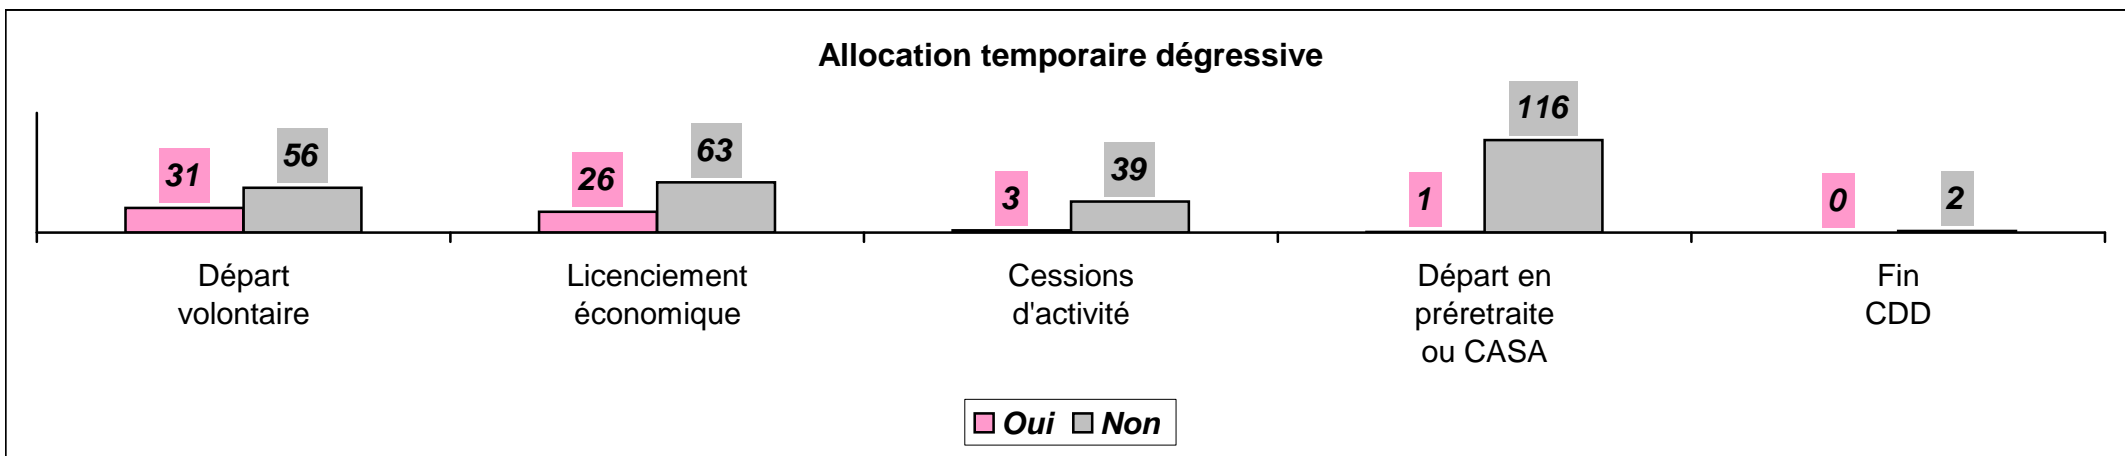 Allocation temporaire dégressive
31 56 26 63 3 39 1 116 0 2
Départ volontaire
Licenciement économique
Cessions d'activité
Départ en préretraite ou CASA
Fin CDD
Oui Non